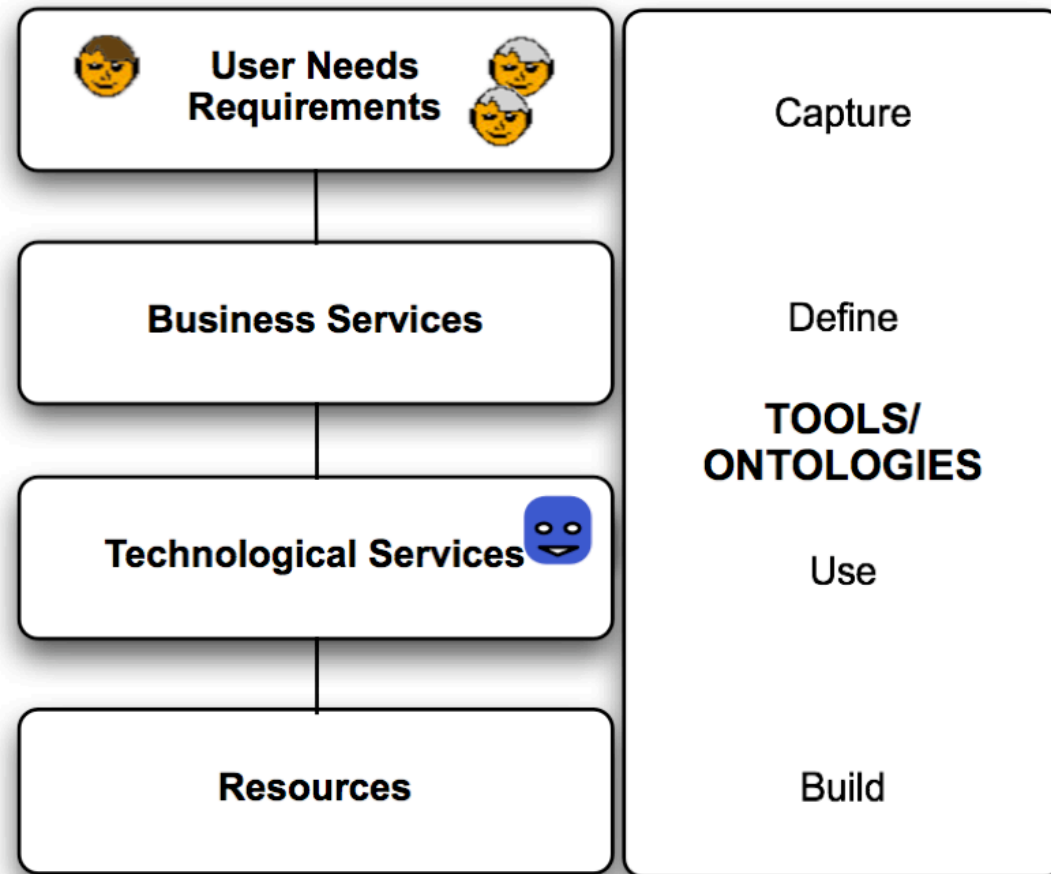 User Needs
Requirements
Capture
Business Services
Define
TOOLS/
ONTOLOGIES
Technological Services
Use
Resources
Build